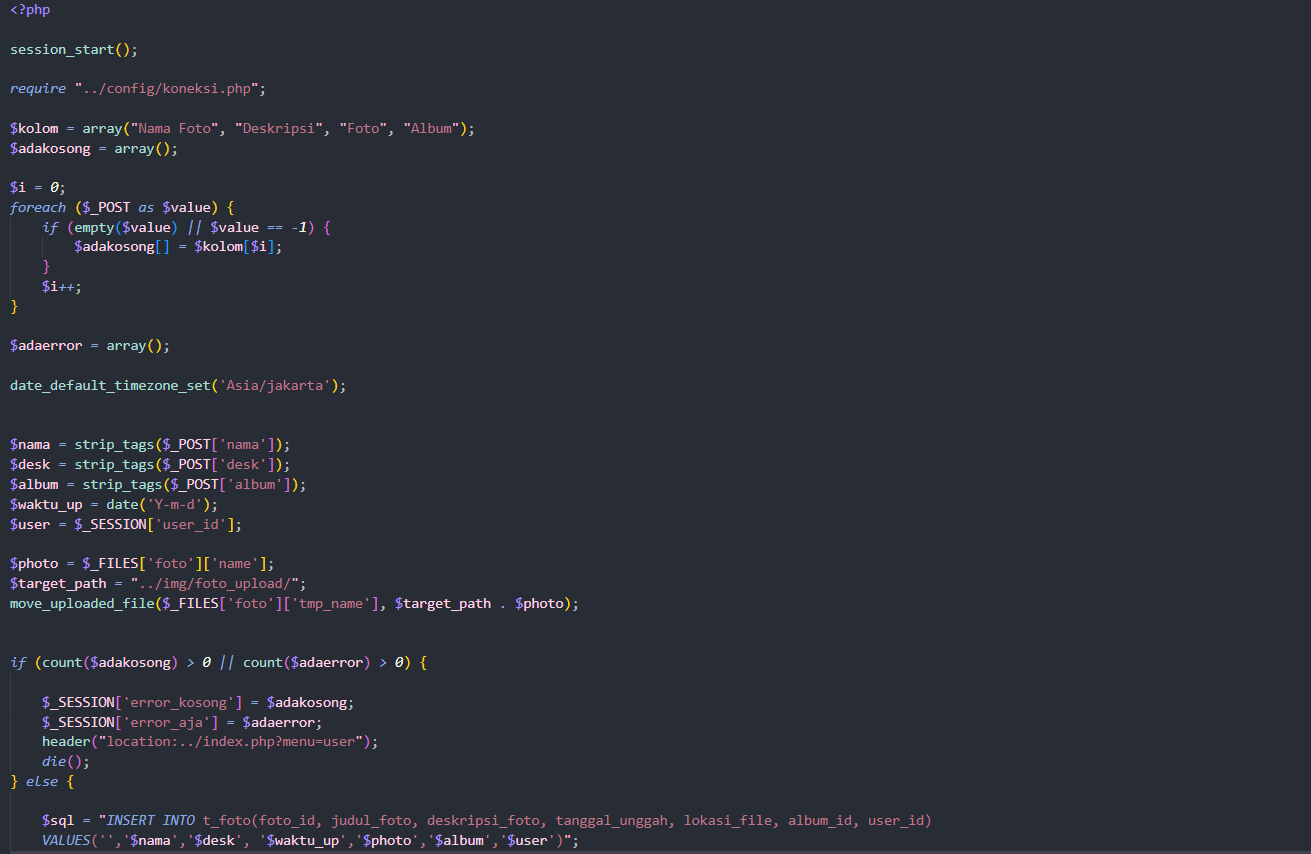 <?php
session_start();
require "../config/koneksi.php";
$kolom = array("Nama Foto", "Deskripsi", "Foto", "Album");
$adakosong = array();
$i = 0;
foreach ($_POST as $value) {
    if (empty($value) || $value == -1) {
        $adakosong[] = $kolom[$i];
    }
    $i++;
}
$adaerror = array();
date_default_timezone_set('Asia/jakarta');
$nama = strip_tags($_POST['nama']);
$desk = strip_tags($_POST['desk']);
$album = strip_tags($_POST['album']);
$waktu_up = date('Y-m-d');
$user = $_SESSION['user_id'];
$photo = $_FILES['foto']['name'];
$target_path = "../img/foto_upload/";
move_uploaded_file($_FILES['foto']['tmp_name'], $target_path . $photo);
if (count($adakosong) > 0 || count($adaerror) > 0) {
    $_SESSION['error_kosong'] = $adakosong;
    $_SESSION['error_aja'] = $adaerror;
    header("location:../index.php?menu=user");
    die();
} else {
    $sql = "INSERT INTO t_foto(foto_id, judul_foto, deskripsi_foto, tanggal_unggah, lokasi_file, album_id, user_id)
    VALUES('','$nama','$desk', '$waktu_up','$photo','$album','$user')";